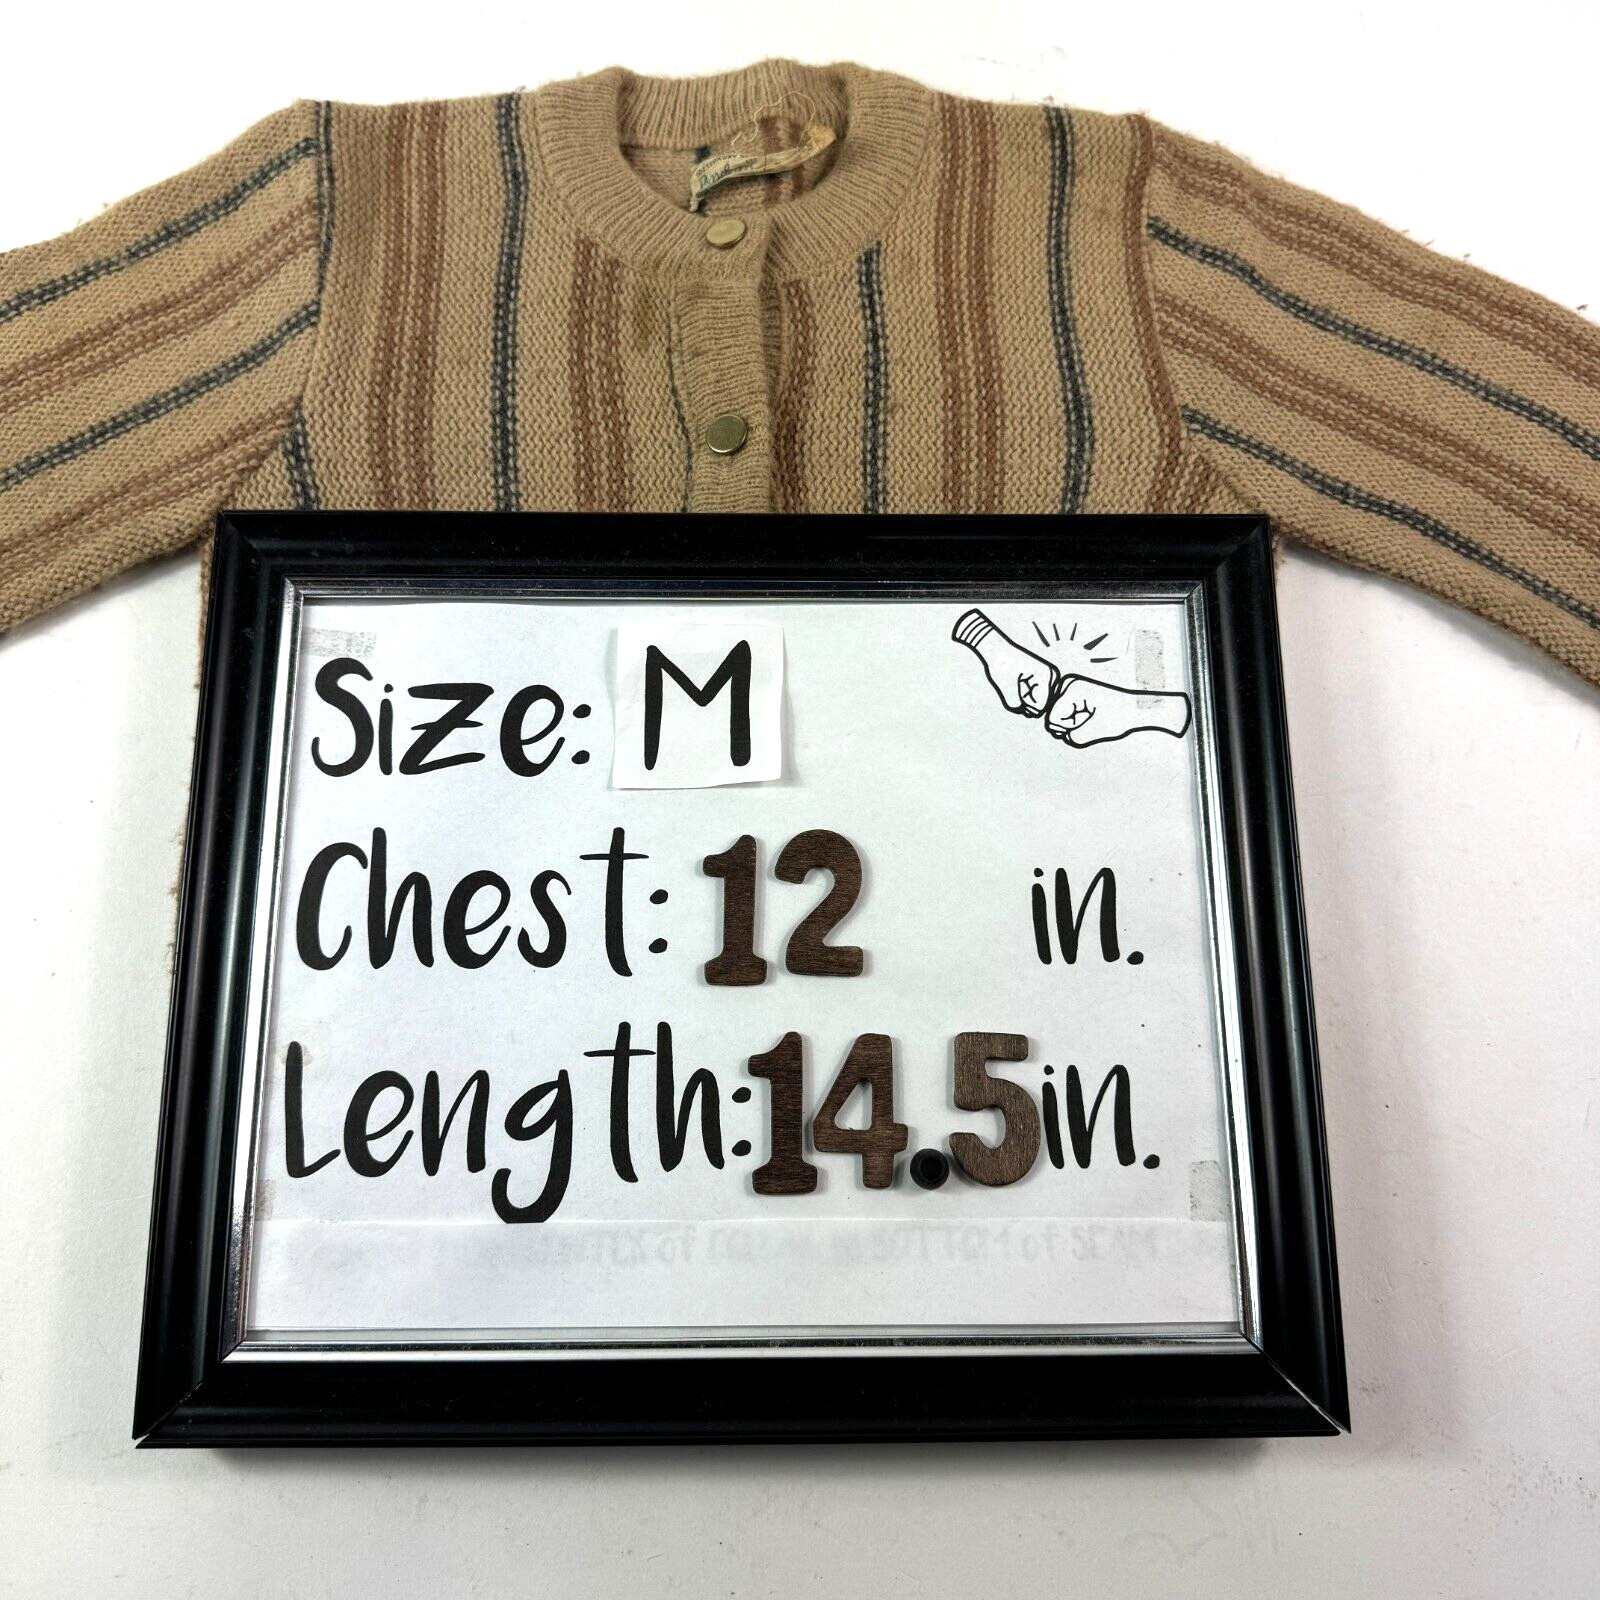 Size: M
Chest: 12 in.
Length: 14.5 in.